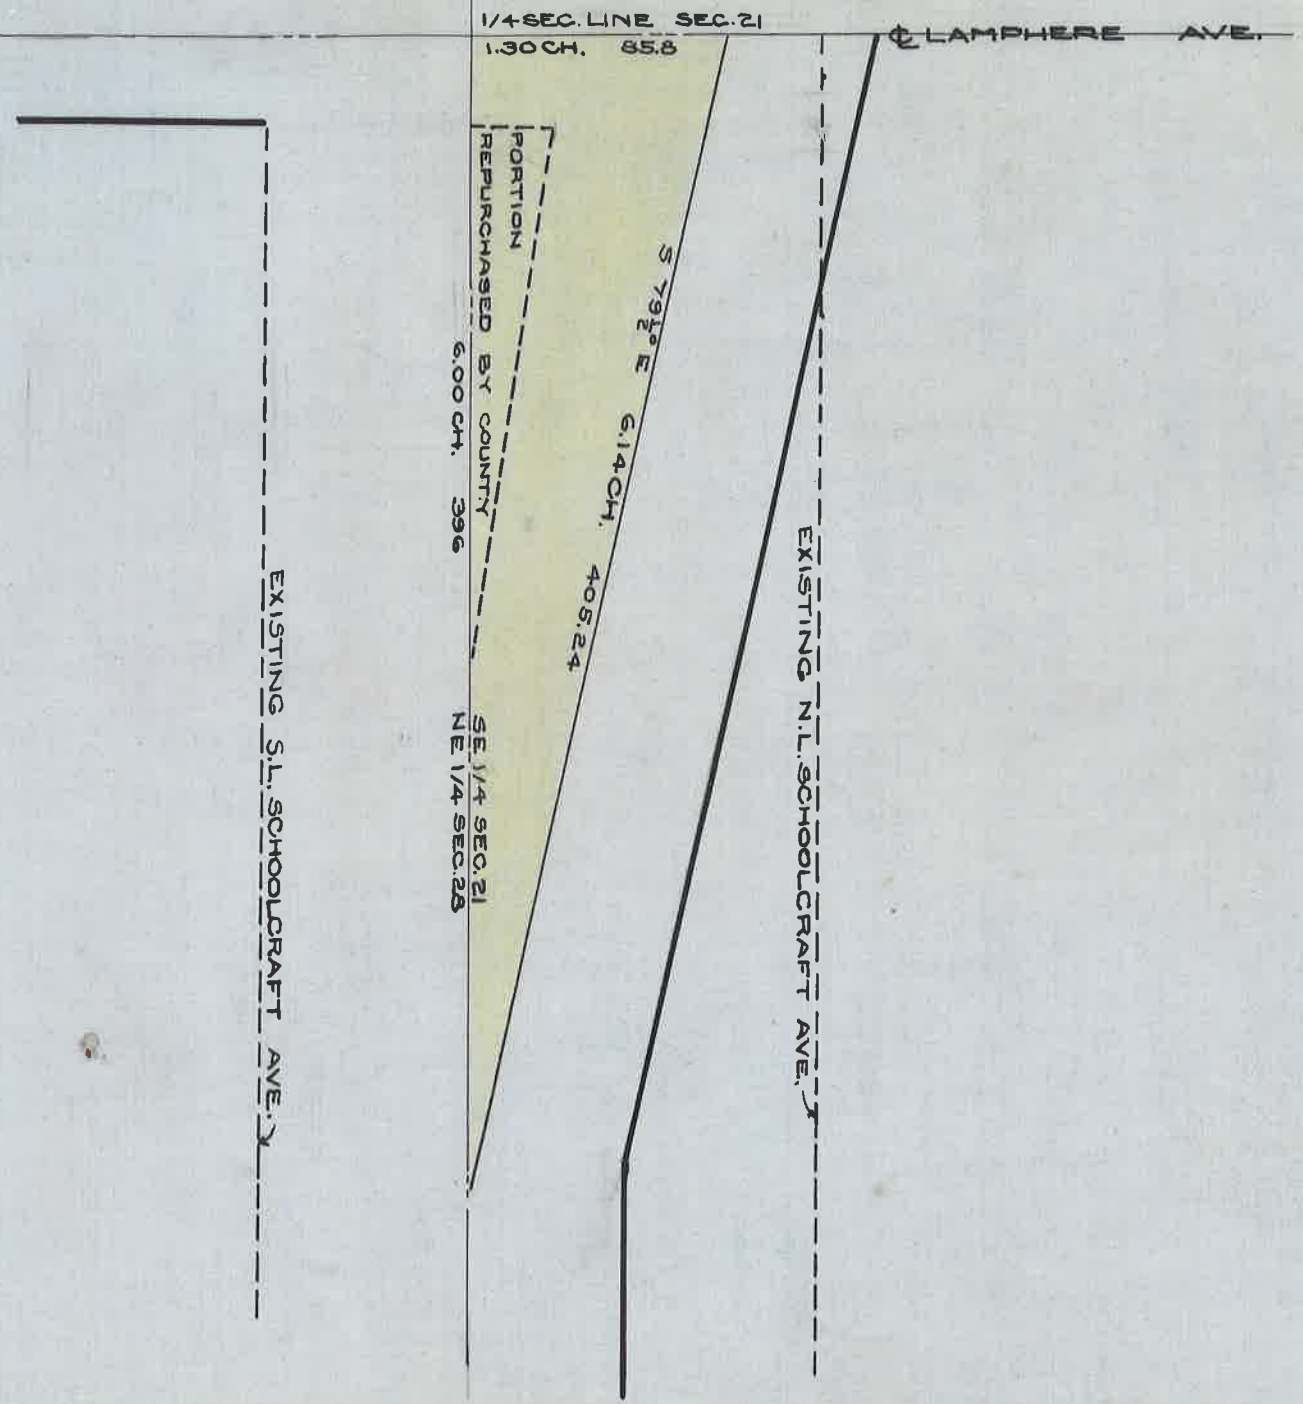 1/4 SEC. LINE SEC. 21
1.30 CH. 85.8
℄ LAMPHERE AVE.
PORTION
REPURCHASED BY COUNTY
6.00 CH. 396
S 79 1/2° E 6.14 CH. 405.24
SE. 1/4 SEC. 21
NE 1/4 SEC. 28
EXISTING S.L. SCHOOLCRAFT AVE.
EXISTING N.L. SCHOOLCRAFT AVE.